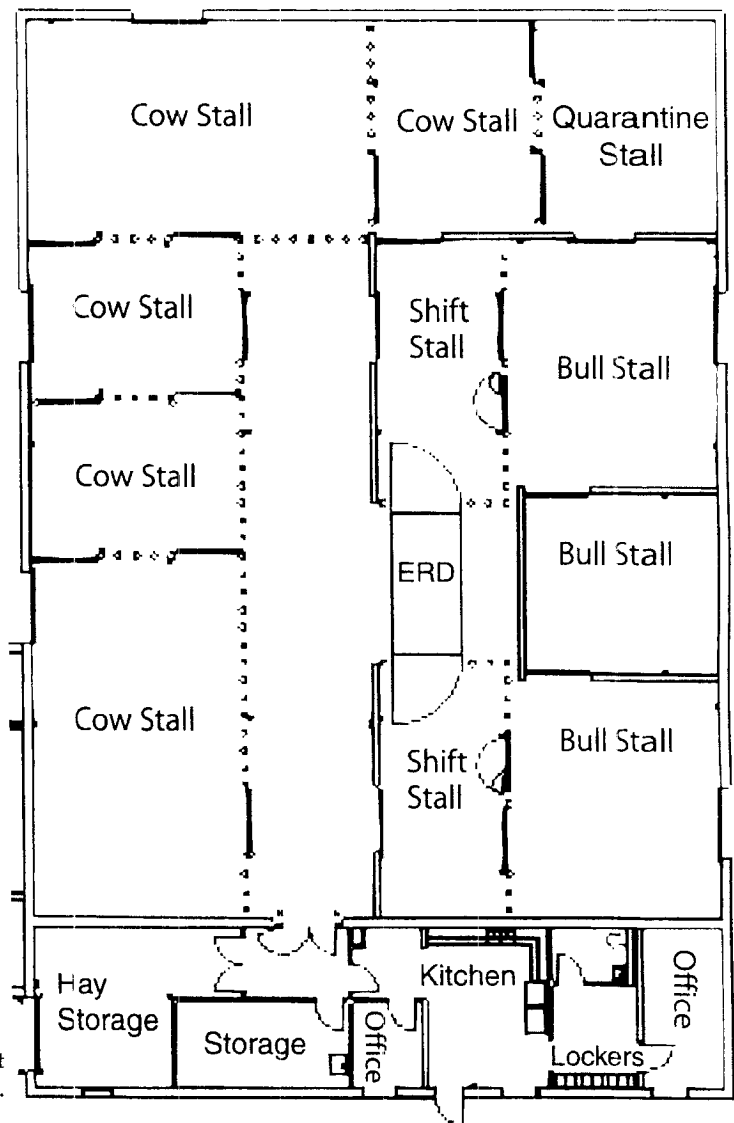 Cow Stall
Cow Stall
Quarantine
Stall
Cow Stall
Shift
Stall
Bull Stall
Cow Stall
ERD
Bull Stall
Cow Stall
Shift
Stall
Bull Stall
Hay
Storage
Storage
Office
Kitchen
Lockers
Office